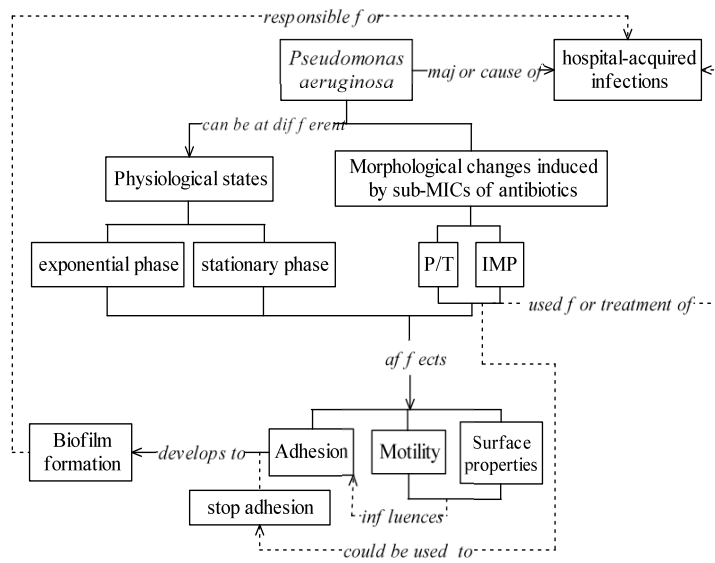 responsible for
Pseudomonas
aeruginosa
major cause of
hospital-acquired
infections
can be at different
Physiological states
Morphological changes induced
by sub-MICs of antibiotics
exponential phase
stationary phase
P/T
IMP
used for treatment of
affects
Biofilm
formation
develops to
Adhesion
Motility
Surface
properties
stop adhesion
influences
could be used to